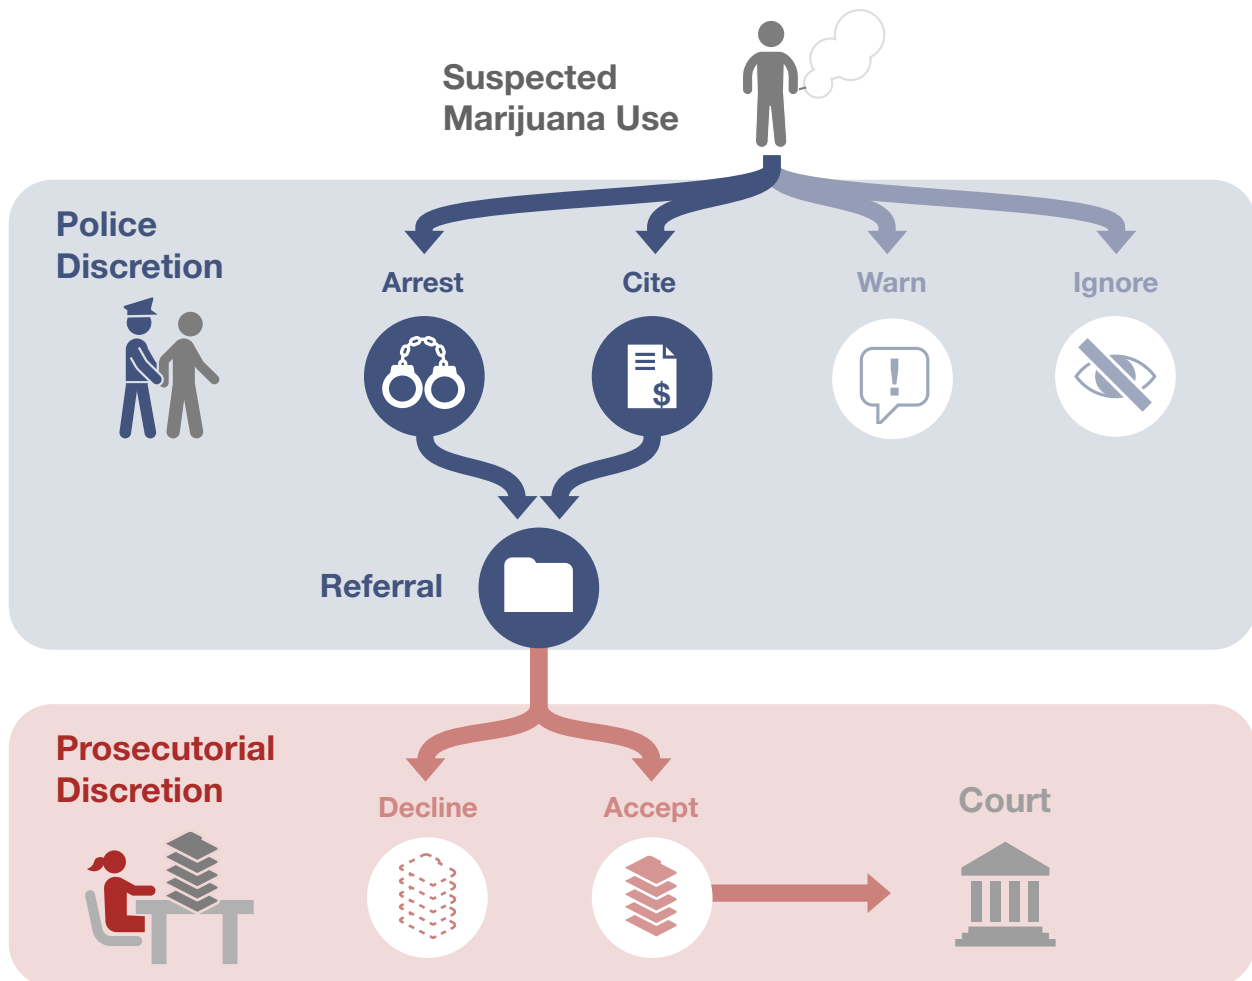 Suspected
Marijuana Use
Police
Discretion
Arrest
Cite
Warn
Ignore
$
!
Referral
Prosecutorial
Discretion
Decline
Accept
Court